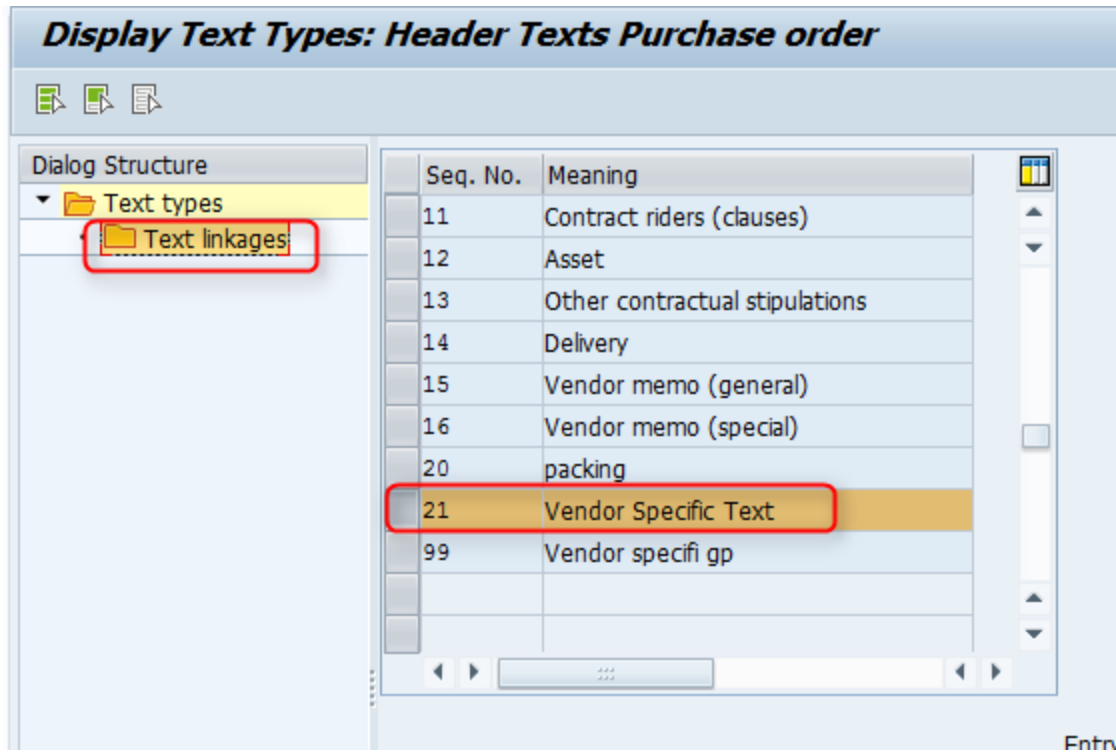 Display Text Types: Header Texts Purchase order
Dialog Structure
Text types
Text linkages
Seq. No. Meaning
11 Contract riders (clauses)
12 Asset
13 Other contractual stipulations
14 Delivery
15 Vendor memo (general)
16 Vendor memo (special)
20 packing
21 Vendor Specific Text
99 Vendor specifi gp